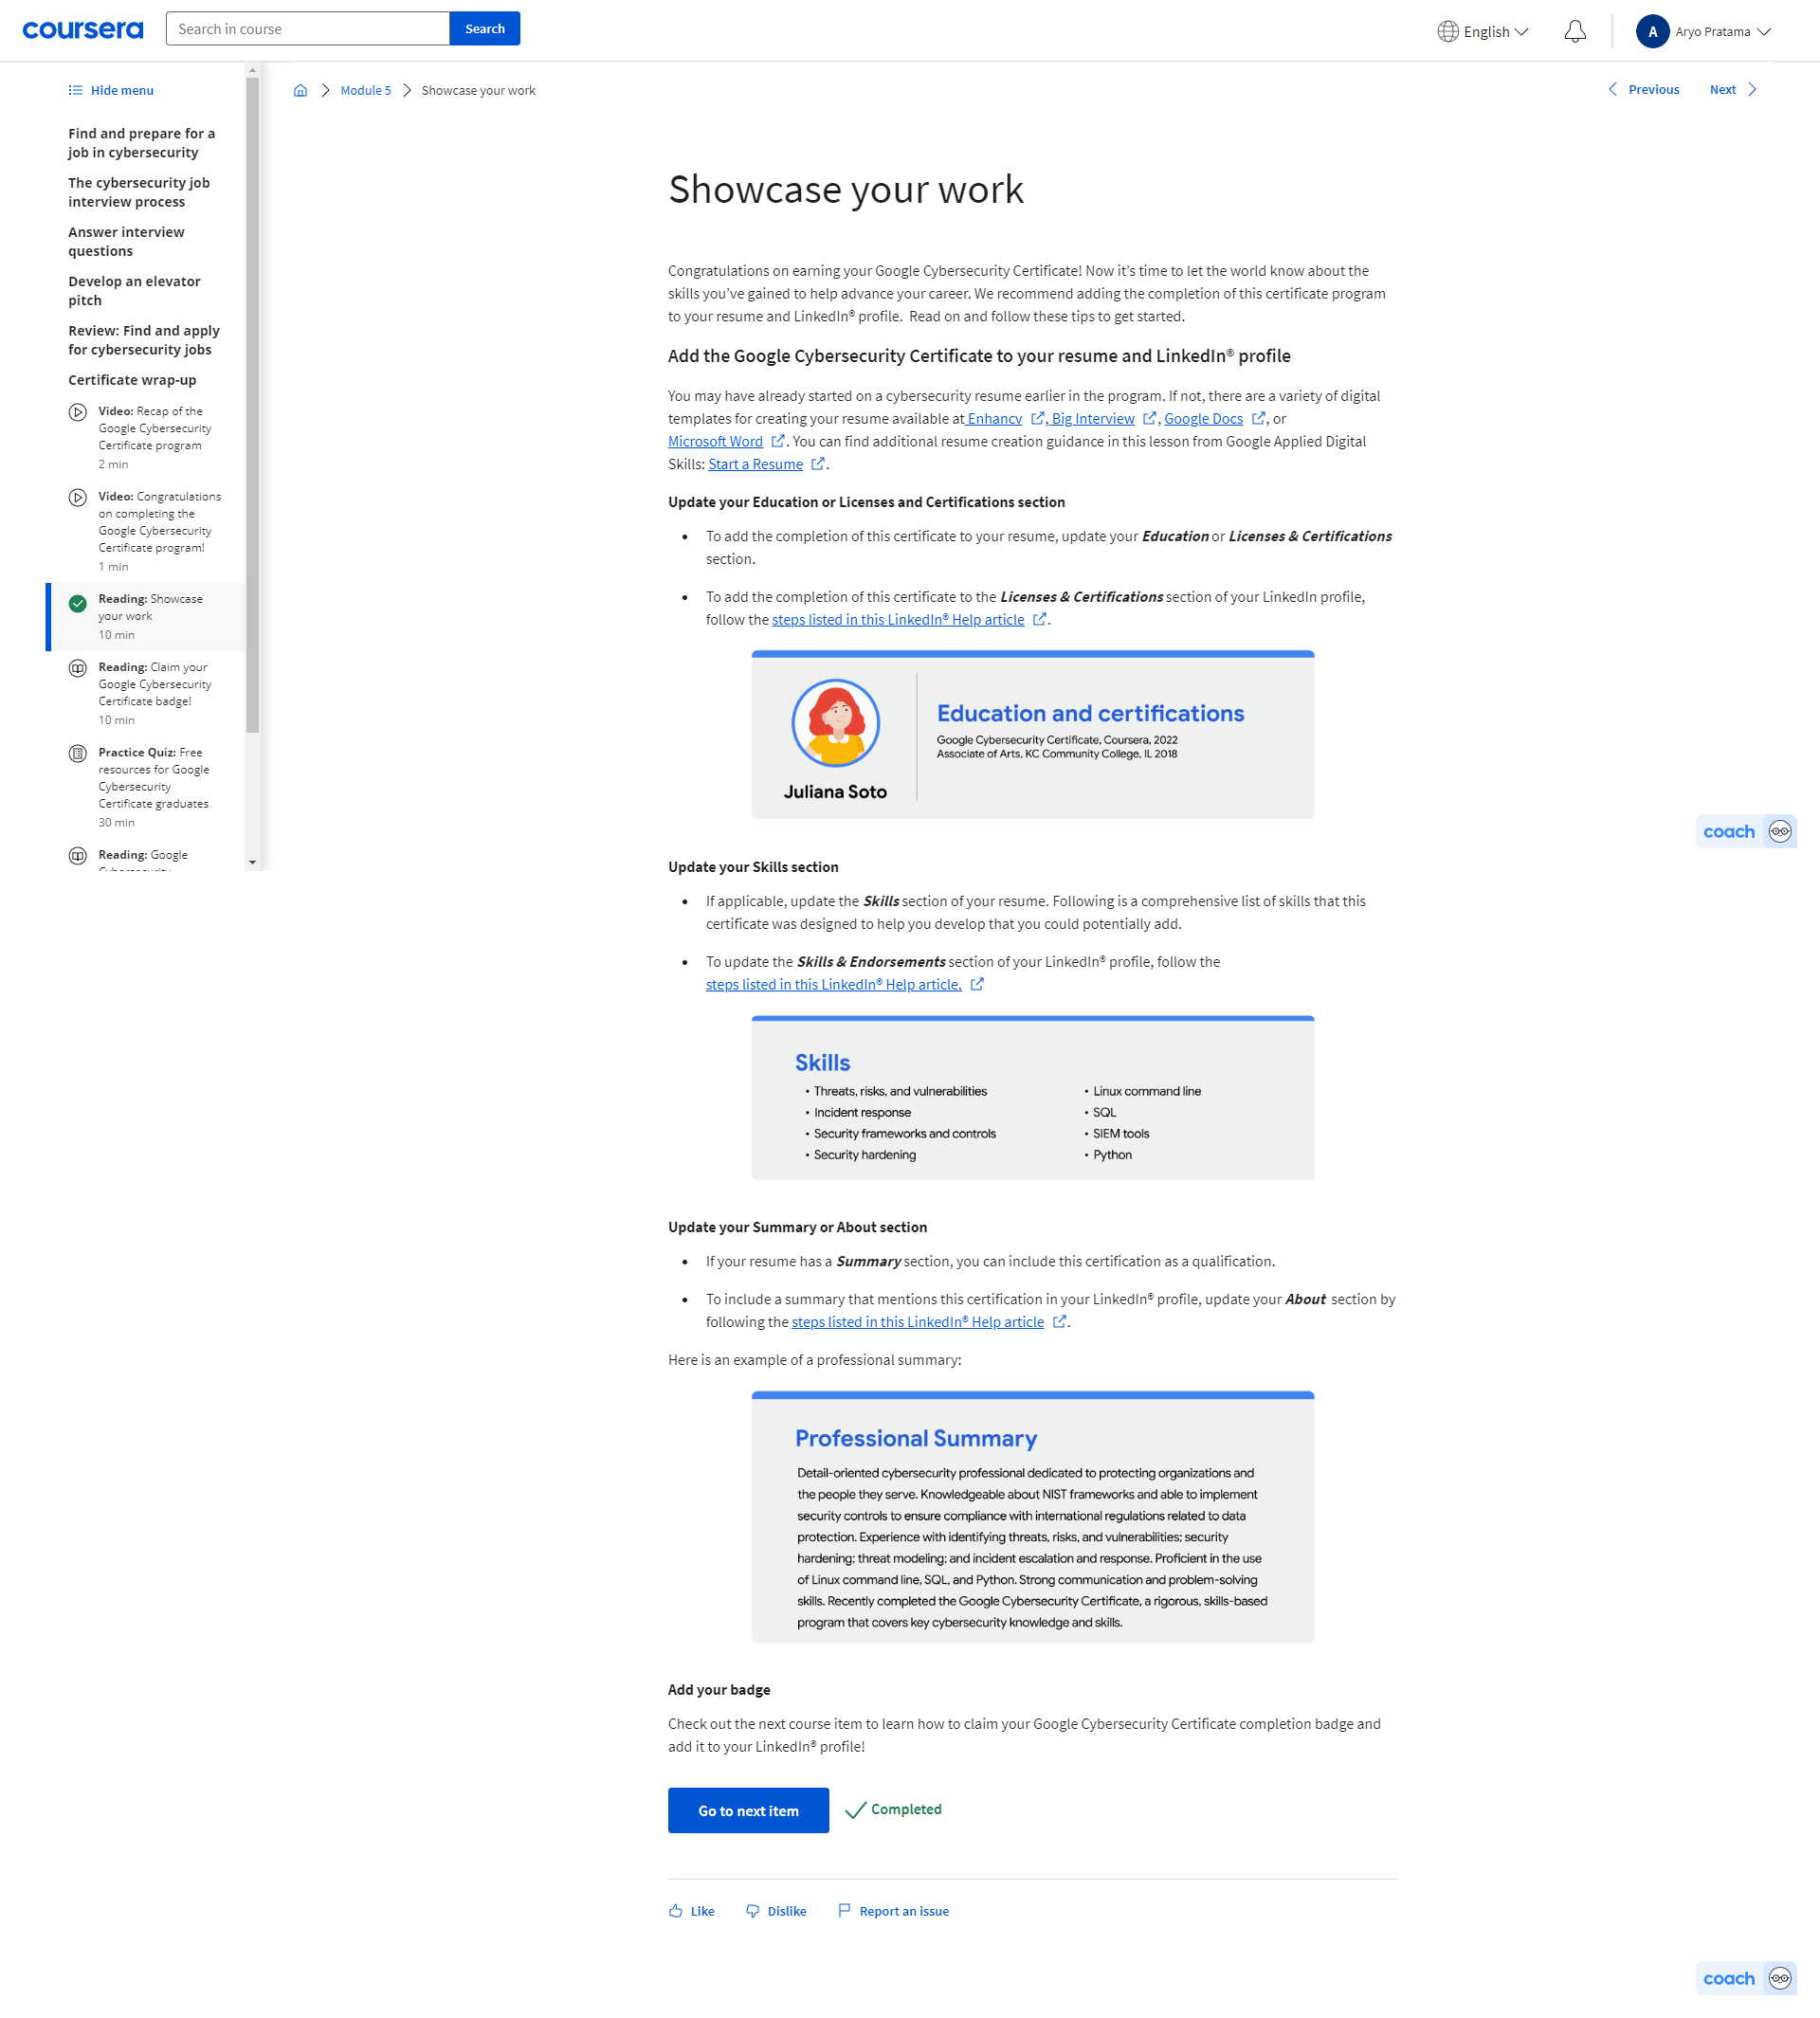 coursera
Search in course
Search
English
A
Aryo Pratama
Hide menu
Find and prepare for a
job in cybersecurity
The cybersecurity job
interview process
Answer interview
questions
Develop an elevator
pitch
Review: Find and apply
for cybersecurity jobs
Certificate wrap-up
Video: Recap of the
Google Cybersecurity
Certificate program
2 min
Video: Congratulations
on completing the
Google Cybersecurity
Certificate program!
1 min
Reading: Showcase
your work
10 min
Reading: Claim your
Google Cybersecurity
Certificate badge!
10 min
Practice Quiz: Free
resources for Google
Cybersecurity
Certificate graduates
30 min
Reading: Google
Cybersecurity
Module 5
Showcase your work
Previous
Next
Showcase your work
Congratulations on earning your Google Cybersecurity Certificate! Now it’s time to let the world know about the
skills you’ve gained to help advance your career. We recommend adding the completion of this certificate program
to your resume and LinkedIn® profile. Read on and follow these tips to get started.
Add the Google Cybersecurity Certificate to your resume and LinkedIn® profile
You may have already started on a cybersecurity resume earlier in the program. If not, there are a variety of digital
templates for creating your resume available at Enhancv , Big Interview , Google Docs , or
Microsoft Word . You can find additional resume creation guidance in this lesson from Google Applied Digital
Skills: Start a Resume .
Update your Education or Licenses and Certifications section
• To add the completion of this certificate to your resume, update your Education or Licenses & Certifications
section.
• To add the completion of this certificate to the Licenses & Certifications section of your LinkedIn profile,
follow the steps listed in this LinkedIn® Help article .
Juliana Soto
Education and certifications
Google Cybersecurity Certificate, Coursera, 2022
Associate of Arts, KC Community College, IL 2018
coach
Update your Skills section
• If applicable, update the Skills section of your resume. Following is a comprehensive list of skills that this
certificate was designed to help you develop that you could potentially add.
• To update the Skills & Endorsements section of your LinkedIn® profile, follow the
steps listed in this LinkedIn® Help article.
Skills
• Threats, risks, and vulnerabilities
• Incident response
• Security frameworks and controls
• Security hardening
• Linux command line
• SQL
• SIEM tools
• Python
Update your Summary or About section
• If your resume has a Summary section, you can include this certification as a qualification.
• To include a summary that mentions this certification in your LinkedIn® profile, update your About section by
following the steps listed in this LinkedIn® Help article .
Here is an example of a professional summary:
Professional Summary
Detail-oriented cybersecurity professional dedicated to protecting organizations and
the people they serve. Knowledgeable about NIST frameworks and able to implement
security controls to ensure compliance with international regulations related to data
protection. Experience with identifying threats, risks, and vulnerabilities; security
hardening; threat modeling; and incident escalation and response. Proficient in the use
of Linux command line, SQL, and Python. Strong communication and problem-solving
skills. Recently completed the Google Cybersecurity Certificate, a rigorous, skills-based
program that covers key cybersecurity knowledge and skills.
Add your badge
Check out the next course item to learn how to claim your Google Cybersecurity Certificate completion badge and
add it to your LinkedIn® profile!
Go to next item
Completed
Like
Dislike
Report an issue
coach